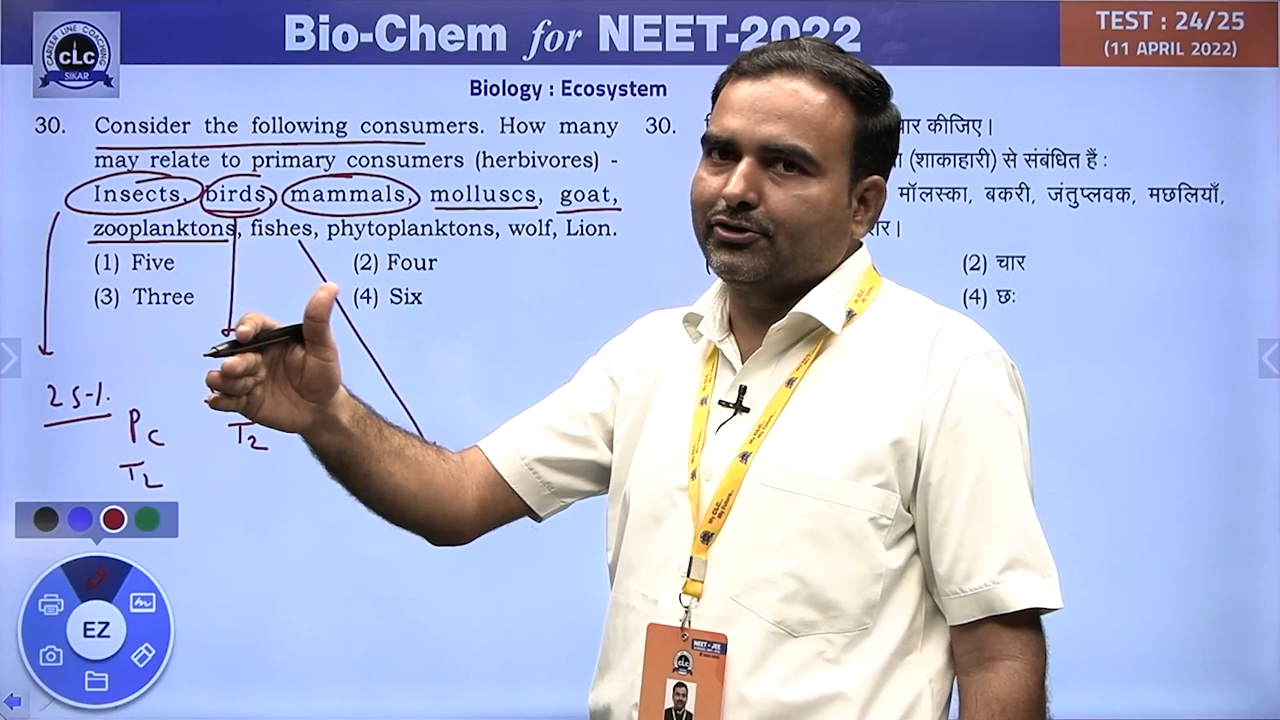 CAREER LINE COACHING
CLC
SIKAR
Bio-Chem for NEET-2022
TEST : 24/25
(11 APRIL 2022)
Biology : Ecosystem
30. Consider the following consumers. How many
may relate to primary consumers (herbivores) -
Insects, birds, mammals, molluscs, goat,
zooplanktons, fishes, phytoplanktons, wolf, Lion.
(1) Five (2) Four
(3) Three (4) Six
30.
कीजिए।
(शाकाहारी) से संबंधित हैं :
मॉलस्का, बकरी, जंतुप्लवक, मछलियाँ,
(2) चार
(4) छः
25%
Pc
T2
T2
EZ
NEET - JEE
CLC